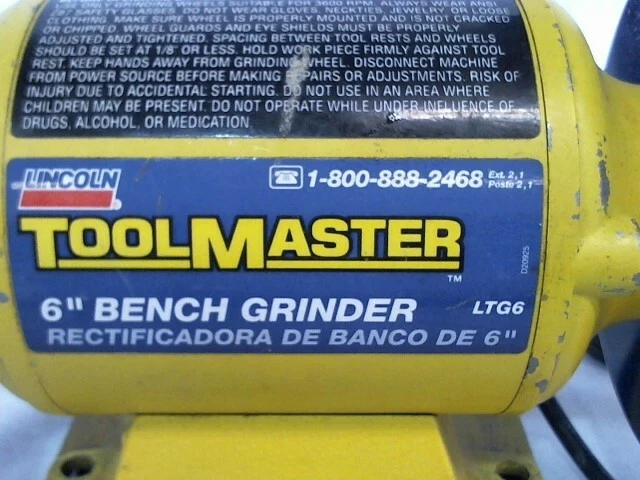 ONLY GRINDING WHEELS SUITABLE FOR 3600 RPM. ALWAYS WEAR
SAFETY GLASSES. DO NOT WEAR GLOVES, NECKTIES, JEWELRY OR LOOSE
CLOTHING. MAKE SURE WHEEL IS PROPERLY MOUNTED AND IS NOT CRACKED
OR CHIPPED. WHEEL GUARDS AND EYE SHIELDS MUST BE PROPERLY
ADJUSTED AND TIGHTENED. SPACING BETWEEN TOOL RESTS AND WHEELS
SHOULD BE SET AT 1/8" OR LESS. HOLD WORK PIECE FIRMLY AGAINST TOOL
REST. KEEP HANDS AWAY FROM GRINDING WHEEL. DISCONNECT MACHINE
FROM POWER SOURCE BEFORE MAKING REPAIRS OR ADJUSTMENTS. RISK OF
INJURY DUE TO ACCIDENTAL STARTING. DO NOT USE IN AN AREA WHERE
CHILDREN MAY BE PRESENT. DO NOT OPERATE WHILE UNDER INFLUENCE OF
DRUGS, ALCOHOL, OR MEDICATION.
LINCOLN ®
1-800-888-2468 Ext. 2,1
Poste 2,1
TOOLMASTER ™
D20925
6" BENCH GRINDER LTG6
RECTIFICADORA DE BANCO DE 6"